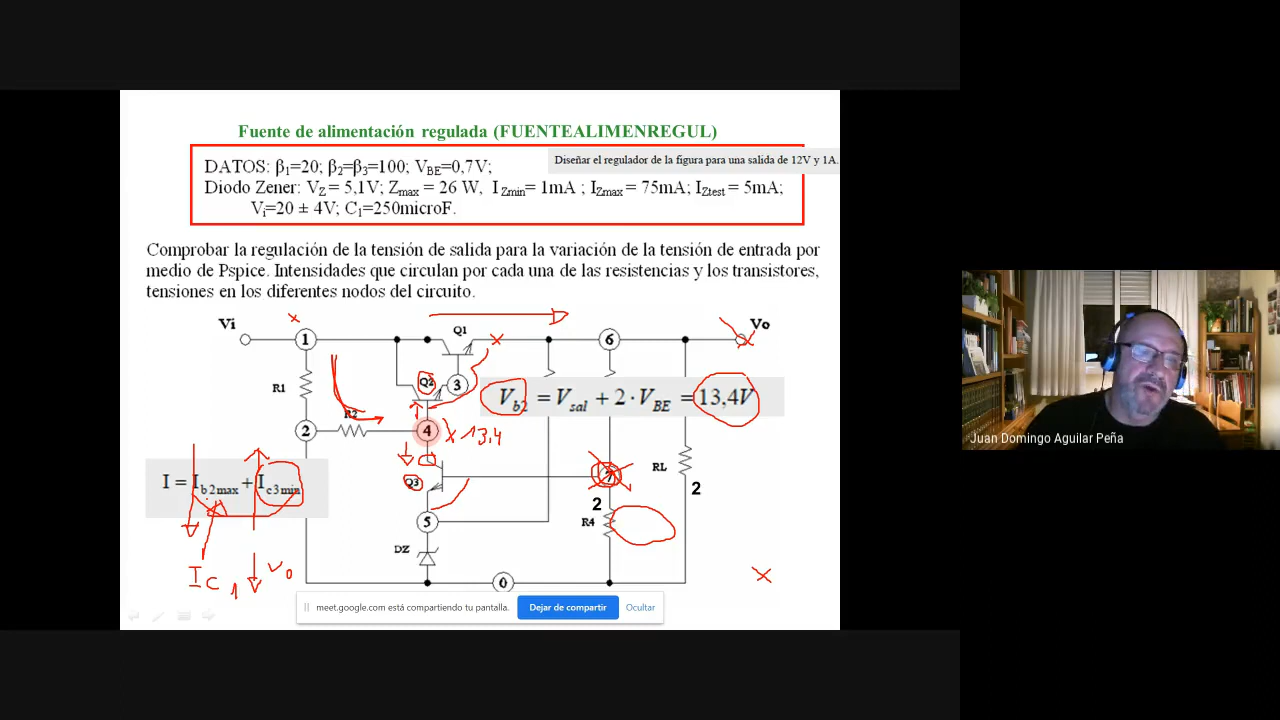 Fuente de alimentación regulada (FUENTEALIMENREGUL)
DATOS: β1=20; β2=β3=100; VBE=0,7V;
Diseñar el regulador de la figura para una salida de 12V y 1A.
Diodo Zener: VZ = 5,1V; Zmax = 26 W, I Zmin= 1mA ; IZmax = 75mA; IZtest = 5mA;
Vi=20 ± 4V; C1=250microF.
Comprobar la regulación de la tensión de salida para la variación de la tensión de entrada por
medio de Pspice. Intensidades que circulan por cada una de las resistencias y los transistores,
tensiones en los diferentes nodos del circuito.
Vi
Q1
Vo
1
6
R1
Q2
3
Vb2 = Vsal + 2 · VBE = 13,4V
R2
2
4
13,4
I = Ib2max + Ic3min
Q3
7
RL
2
2
5
R4
DZ
Ic1
Vo
0
meet.google.com está compartiendo tu pantalla.
Dejar de compartir
Ocultar
Juan Domingo Aguilar Peña